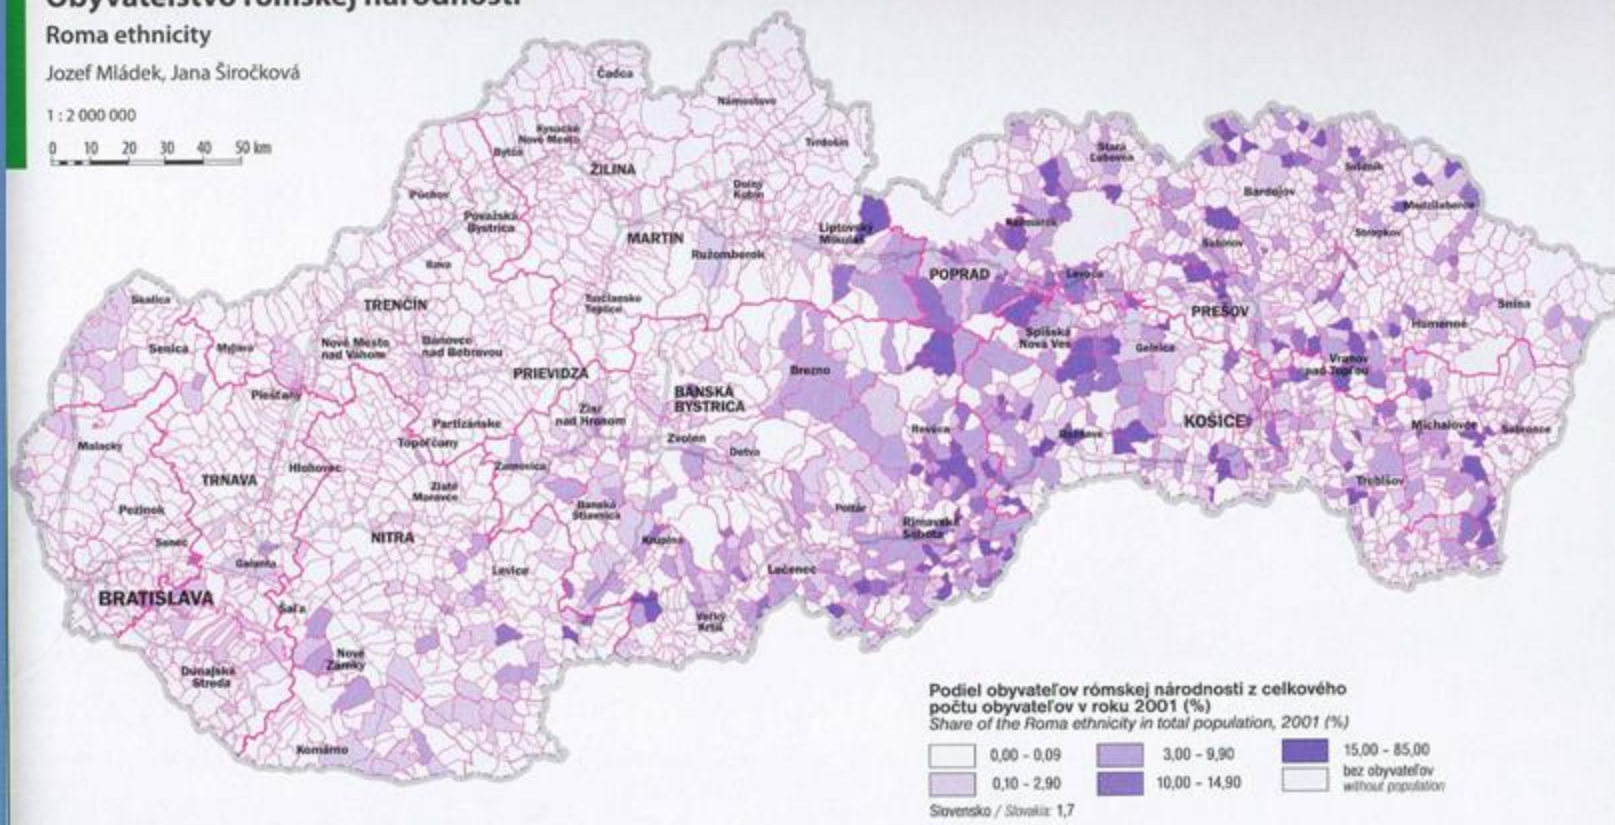 Obyvateľstvo rómskej národnosti
Roma ethnicity
Jozef Mládek, Jana Širočková
1 : 2 000 000
0 10 20 30 40 50 km
Čadca
Námestovo
Kysucké
Nové Mesto
Bytča
Tvrdošín
ŽILINA
Dolný
Kubín
Púchov
Považská
Bystrica
MARTIN
Ružomberok
Liptovský
Mikuláš
Ilava
TRENČÍN
Turčianske
Teplice
Stará
Ľubovňa
Kežmarok
POPRAD
Levoča
Spišská
Nová Ves
Gelnica
Bardejov
Svidník
Medzilaborce
Stropkov
Sabinov
PREŠOV
Snina
Humenné
Vranov
nad Topľou
Skalica
Senica
Myjava
Nové Mesto
nad Váhom
Bánovce
nad Bebravou
PRIEVIDZA
Piešťany
BANSKÁ
BYSTRICA
Brezno
Žiar
nad Hronom
Partizánske
Topoľčany
Zvolen
Detva
Revúca
Rožňava
KOŠICE
Michalovce
Sobrance
Malacky
TRNAVA
Hlohovec
Žarnovica
Zlaté
Moravce
Banská
Štiavnica
Trebišov
Pezinok
Senec
NITRA
Krupina
Poltár
Rimavská
Sobota
Galanta
Levice
Lučenec
BRATISLAVA
Šaľa
Veľký
Krtíš
Nové
Zámky
Dunajská
Streda
Komárno
Podiel obyvateľov rómskej národnosti z celkového
počtu obyvateľov v roku 2001 (%)
Share of the Roma ethnicity in total population, 2001 (%)
0,00 – 0,09
3,00 – 9,90
15,00 – 85,00
0,10 – 2,90
10,00 – 14,90
bez obyvateľov
without population
Slovensko / Slovakia: 1,7